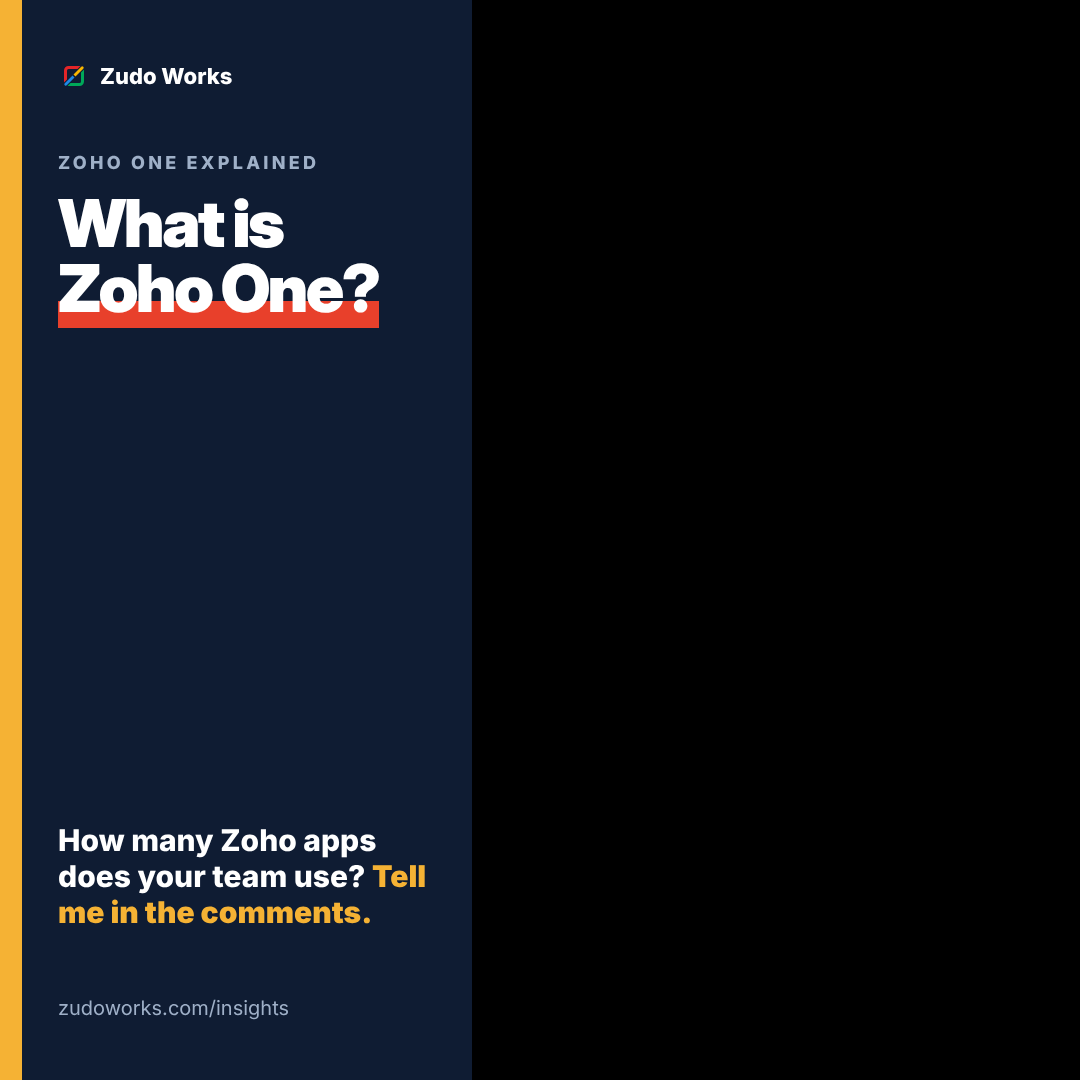 Zudo Works
ZOHO ONE EXPLAINED
What is
Zoho One?
How many Zoho apps
does your team use? Tell
me in the comments.
zudoworks.com/insights